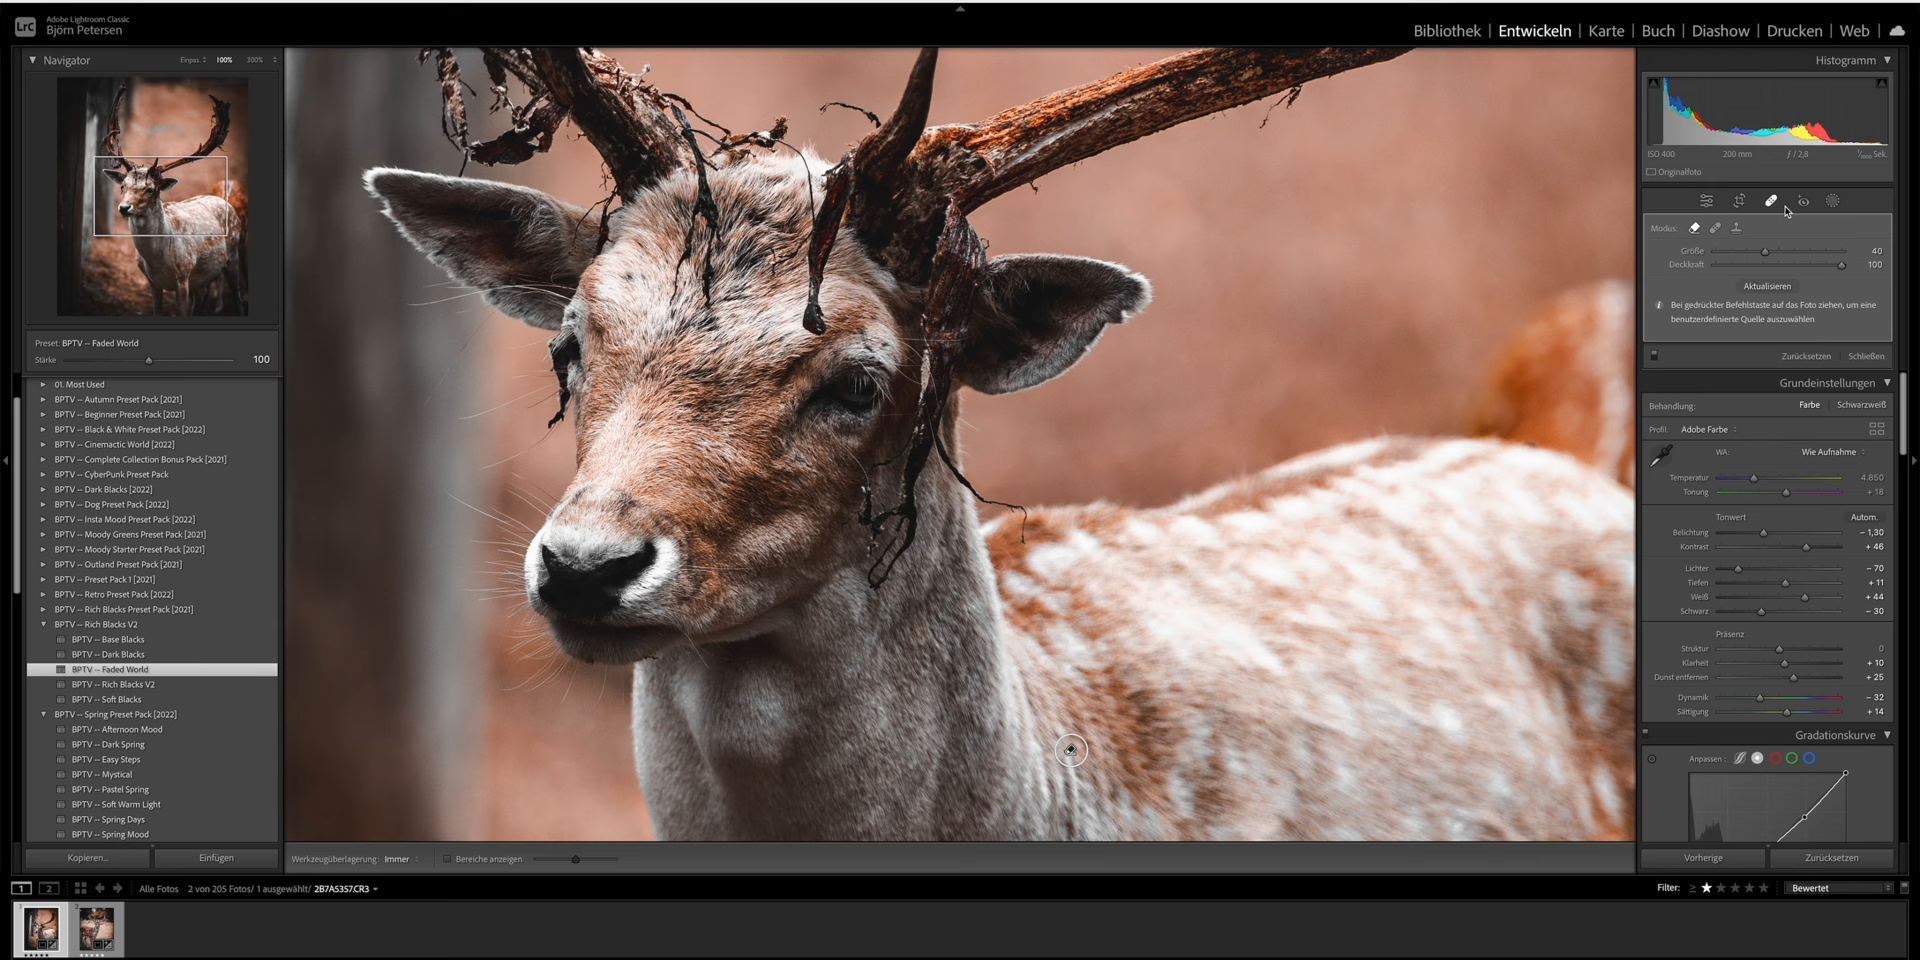 LrC
Adobe Lightroom Classic
Björn Petersen
Bibliothek | Entwickeln | Karte | Buch | Diashow | Drucken | Web
Navigator
Einpas. 100% 300%
Preset: BPTV -- Faded World
Stärke 100
01. Most Used
BPTV -- Autumn Preset Pack [2021]
BPTV -- Beginner Preset Pack [2021]
BPTV -- Black & White Preset Pack [2022]
BPTV -- Cinemactic World [2022]
BPTV -- Complete Collection Bonus Pack [2021]
BPTV -- CyberPunk Preset Pack
BPTV -- Dark Blacks [2022]
BPTV -- Dog Preset Pack [2022]
BPTV -- Insta Mood Preset Pack [2022]
BPTV -- Moody Greens Preset Pack [2021]
BPTV -- Moody Starter Preset Pack [2021]
BPTV -- Outland Preset Pack [2021]
BPTV -- Preset Pack 1 [2021]
BPTV -- Retro Preset Pack [2022]
BPTV -- Rich Blacks Preset Pack [2021]
BPTV -- Rich Blacks V2
BPTV -- Base Blacks
BPTV -- Dark Blacks
BPTV -- Faded World
BPTV -- Rich Blacks V2
BPTV -- Soft Blacks
BPTV -- Spring Preset Pack [2022]
BPTV -- Afternoon Mood
BPTV -- Dark Spring
BPTV -- Easy Steps
BPTV -- Mystical
BPTV -- Pastel Spring
BPTV -- Soft Warm Light
BPTV -- Spring Days
BPTV -- Spring Mood
Kopieren... Einfügen
Werkzeugüberlagerung: Immer Bereiche anzeigen
Histogramm
ISO 400 200 mm ƒ / 2,8 Sek.
Originalfoto
Modus:
Größe 40
Deckkraft 100
Aktualisieren
Bei gedrückter Befehlstaste auf das Foto ziehen, um eine
benutzerdefinierte Quelle auszuwählen
Zurücksetzen Schließen
Grundeinstellungen
Behandlung: Farbe | Schwarzweiß
Profil: Adobe Farbe
WA: Wie Aufnahme
Temperatur 4.850
Tonung + 18
Tonwert Autom.
Belichtung – 1,30
Kontrast + 46
Lichter – 70
Tiefen + 11
Weiß + 44
Schwarz – 30
Präsenz
Struktur 0
Klarheit + 10
Dunst entfernen + 25
Dynamik – 32
Sättigung + 14
Gradationskurve
Anpassen :
Vorherige Zurücksetzen
1 2 Alle Fotos 2 von 205 Fotos/ 1 ausgewählt/ 2B7A5357.CR3
Filter: ≥ ★★★★★ Bewertet